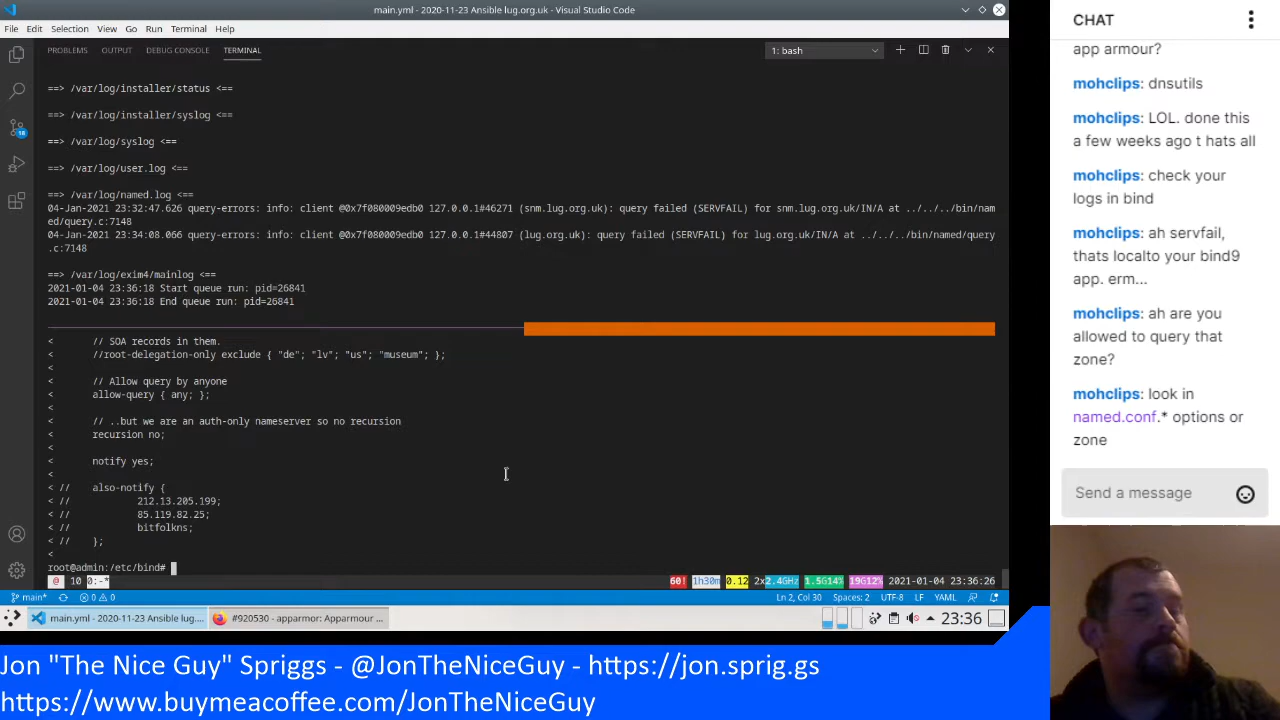 main.yml - 2020-11-23 Ansible lug.org.uk - Visual Studio Code
File Edit Selection View Go Run Terminal Help
PROBLEMS OUTPUT DEBUG CONSOLE TERMINAL
1: bash
==> /var/log/installer/status <==
==> /var/log/installer/syslog <==
==> /var/log/syslog <==
==> /var/log/user.log <==
==> /var/log/named.log <==
04-Jan-2021 23:32:47.626 query-errors: info: client @0x7f080009edb0 127.0.0.1#46271 (snm.lug.org.uk): query failed (SERVFAIL) for snm.lug.org.uk/IN/A at ../../../bin/nam
ed/query.c:7148
04-Jan-2021 23:34:08.066 query-errors: info: client @0x7f080009edb0 127.0.0.1#44807 (lug.org.uk): query failed (SERVFAIL) for lug.org.uk/IN/A at ../../../bin/named/query
.c:7148
==> /var/log/exim4/mainlog <==
2021-01-04 23:36:18 Start queue run: pid=26841
2021-01-04 23:36:18 End queue run: pid=26841
< // SOA records in them.
< //root-delegation-only exclude { "de"; "lv"; "us"; "museum"; };
<
< // Allow query by anyone
< allow-query { any; };
<
< // ..but we are an auth-only nameserver so no recursion
< recursion no;
<
< notify yes;
<
< // also-notify {
< // 212.13.205.199;
< // 85.119.82.25;
< // bitfolkns;
< // };
<
root@admin:/etc/bind#
@ 10 0:-* 60! 1h30m 0.12 2x2.4GHz 1.5G14% 19G12% 2021-01-04 23:36:26
18
main* 0 0 Ln 2, Col 30 Spaces: 2 UTF-8 LF YAML
main.yml - 2020-11-23 Ansible lug.... #920530 - apparmor: Apparmour ... 23:36
CHAT
app armour?
mohclips: dnsutils
mohclips: LOL. done this
a few weeks ago t hats all
mohclips: check your
logs in bind
mohclips: ah servfail,
thats localto your bind9
app. erm...
mohclips: ah are you
allowed to query that
zone?
mohclips: look in
named.conf.* options or
zone
Send a message
Jon "The Nice Guy" Spriggs - @JonTheNiceGuy - https://jon.sprig.gs
https://www.buymeacoffee.com/JonTheNiceGuy